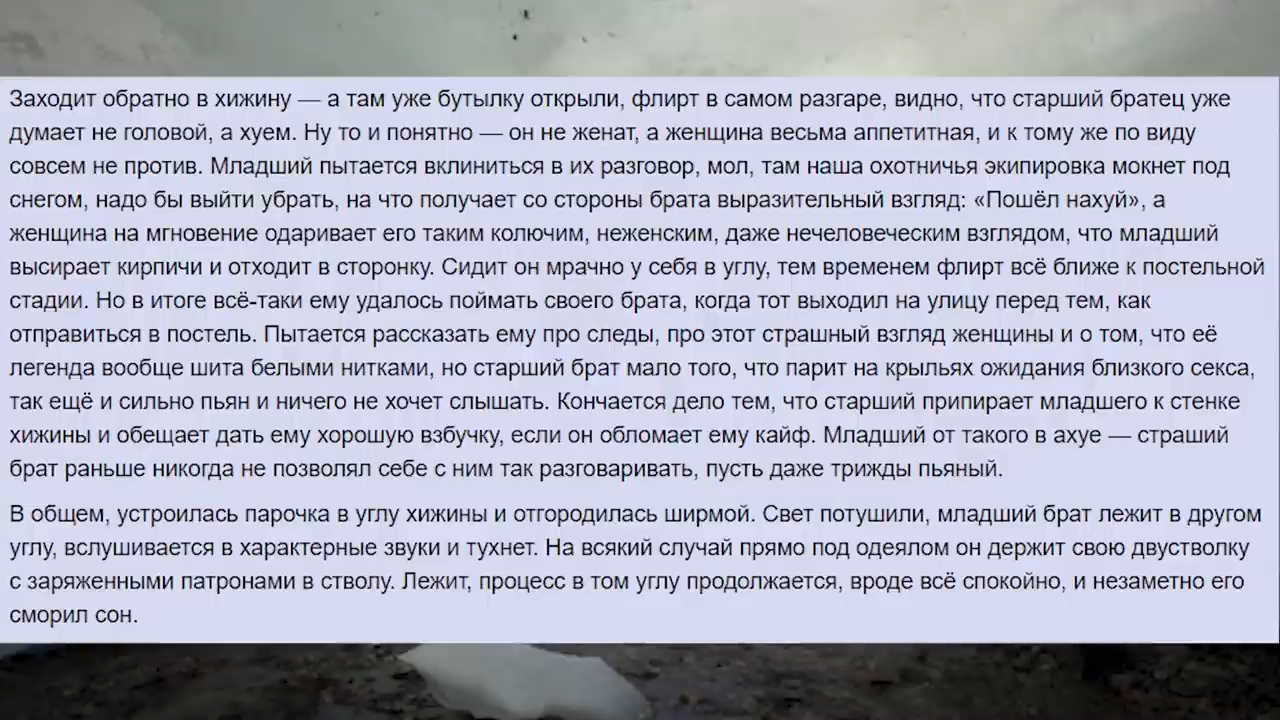 Заходит обратно в хижину — а там уже бутылку открыли, флирт в самом разгаре, видно, что старший братец уже
думает не головой, а хуем. Ну то и понятно — он не женат, а женщина весьма аппетитная, и к тому же по виду
совсем не против. Младший пытается вклиниться в их разговор, мол, там наша охотничья экипировка мокнет под
снегом, надо бы выйти убрать, на что получает со стороны брата выразительный взгляд: «Пошёл нахуй», а
женщина на мгновение одаривает его таким колючим, неженским, даже нечеловеческим взглядом, что младший
высирает кирпичи и отходит в сторонку. Сидит он мрачно у себя в углу, тем временем флирт всё ближе к постельной
стадии. Но в итоге всё-таки ему удалось поймать своего брата, когда тот выходил на улицу перед тем, как
отправиться в постель. Пытается рассказать ему про следы, про этот страшный взгляд женщины и о том, что её
легенда вообще шита белыми нитками, но старший брат мало того, что парит на крыльях ожидания близкого секса,
так ещё и сильно пьян и ничего не хочет слышать. Кончается дело тем, что старший припирает младшего к стенке
хижины и обещает дать ему хорошую взбучку, если он обломает ему кайф. Младший от такого в ахуе — страший
брат раньше никогда не позволял себе с ним так разговаривать, пусть даже трижды пьяный.
В общем, устроилась парочка в углу хижины и отгородилась ширмой. Свет потушили, младший брат лежит в другом
углу, вслушивается в характерные звуки и тухнет. На всякий случай прямо под одеялом он держит свою двустволку
с заряженными патронами в стволу. Лежит, процесс в том углу продолжается, вроде всё спокойно, и незаметно его
сморил сон.